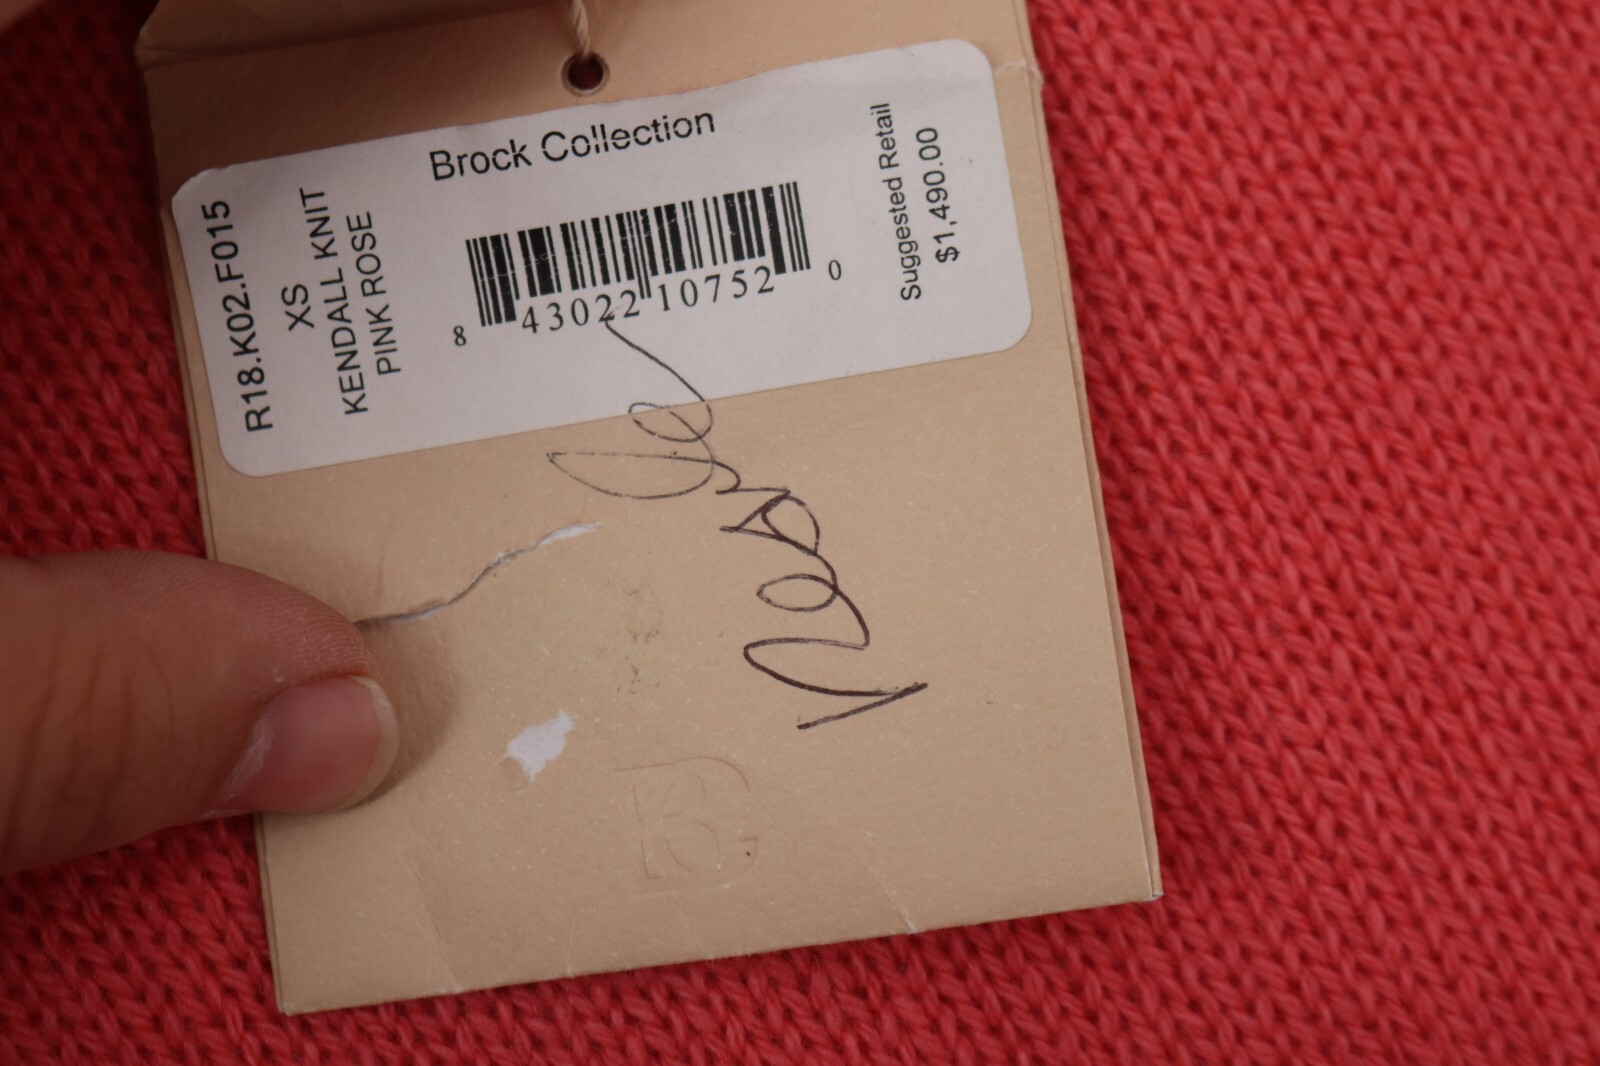 Brock Collection
R18.K02.F015
XS
KENDALL KNIT
PINK ROSE
8 43022 10752 0
Suggested Retail
$1,490.00